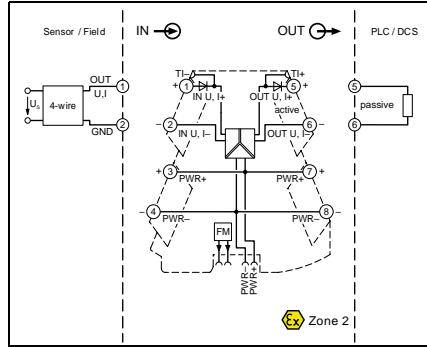 Sensor / Field IN OUT PLC / DCS
TI– TI+
OUT 1 + 1 5 + 5
U,I IN U, I+ OUT U, I+
Us 4-wire active passive
GND 2 – 2 IN U, I– OUT U, I– 6 – 6
+ 3 PWR+ PWR+ 7 +
– 4 PWR– PWR– 8 –
FM
PWR– PWR+
Ex Zone 2